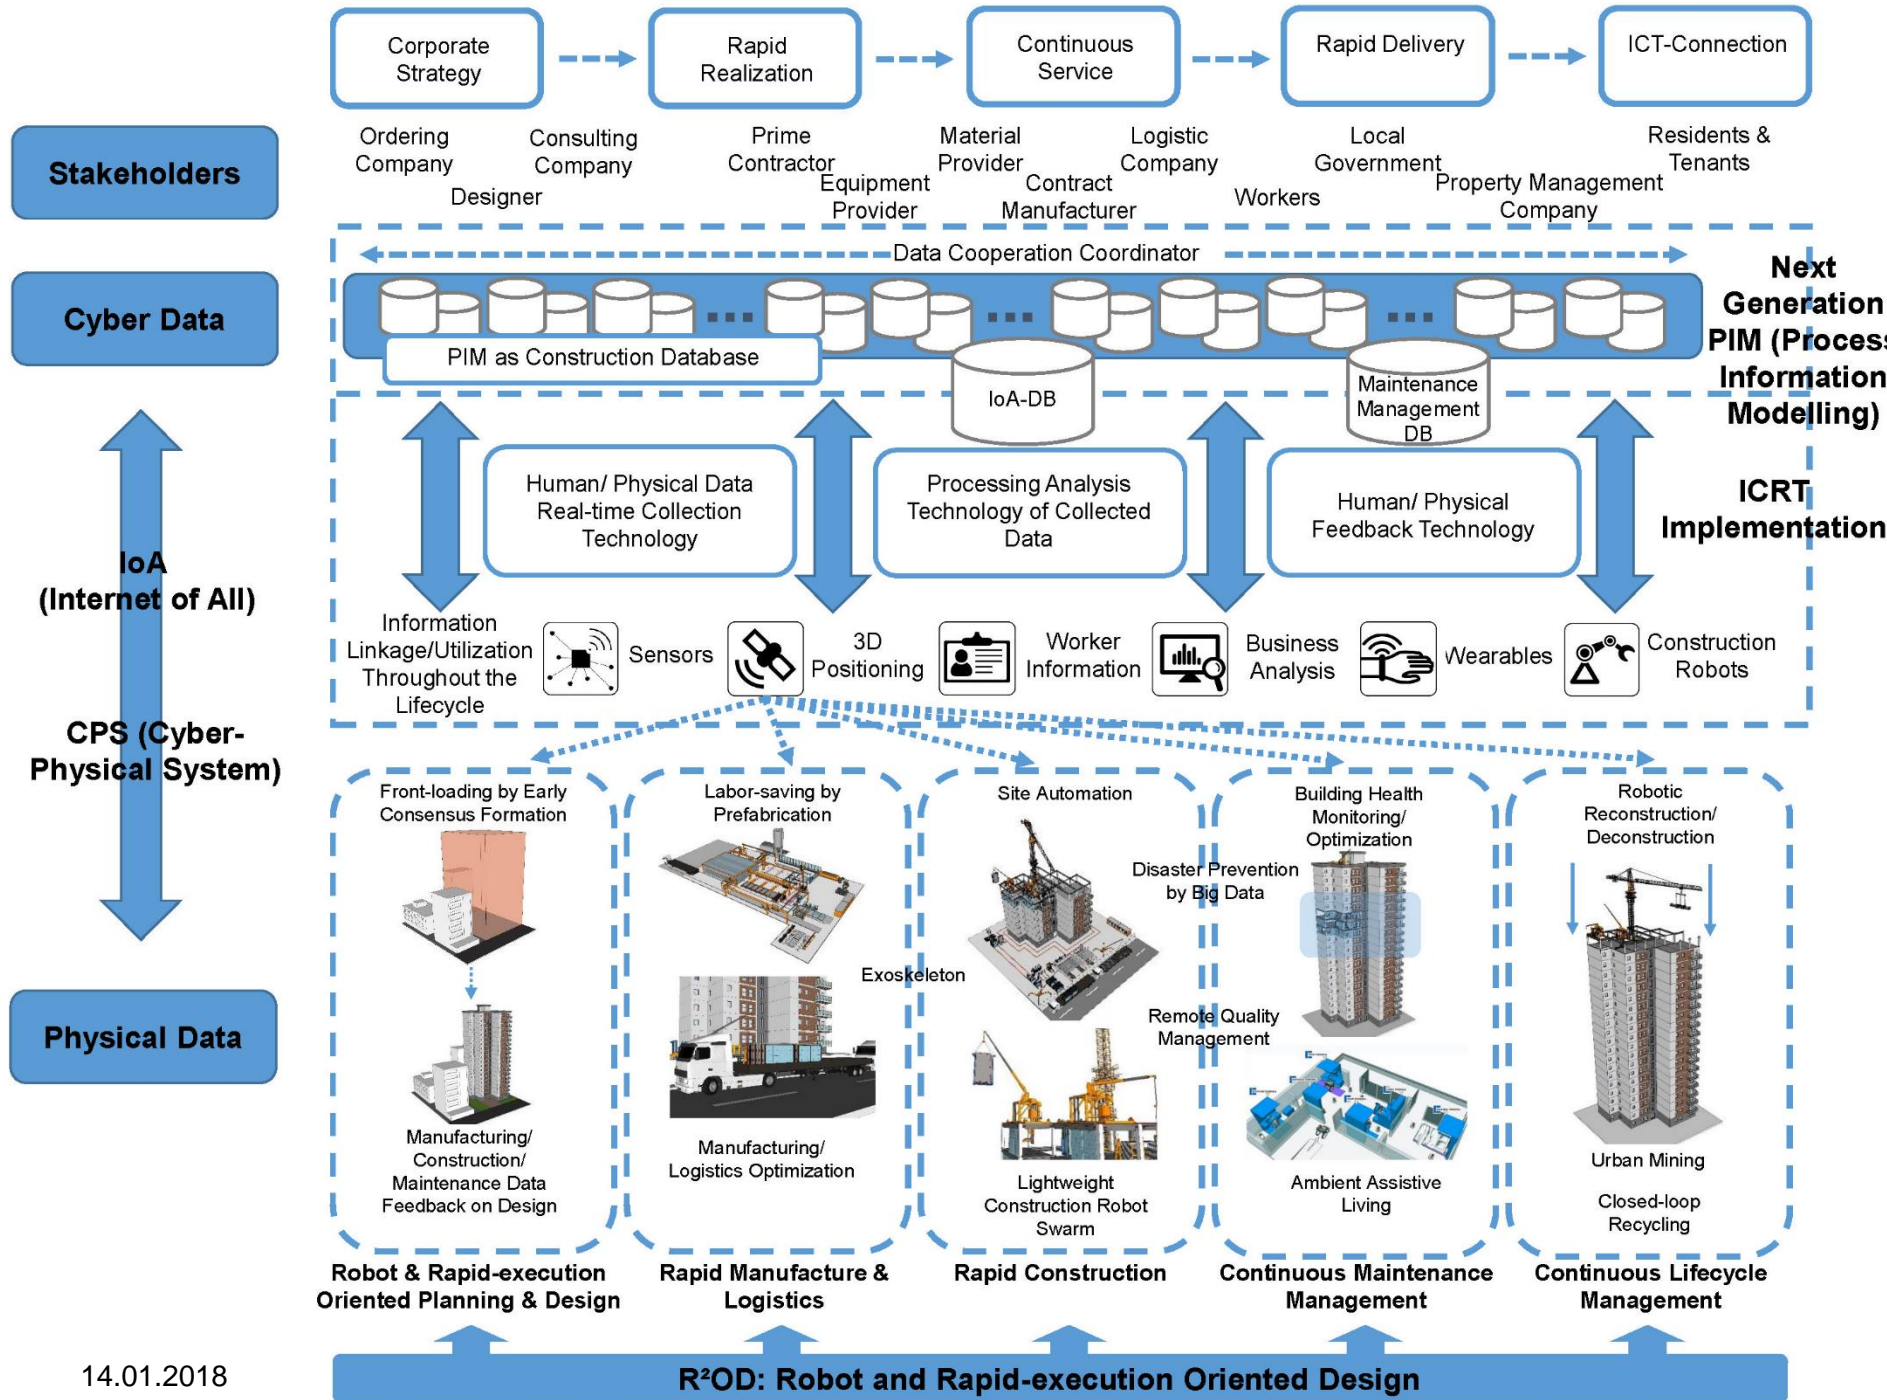 Corporate
Strategy
Rapid
Realization
Continuous
Service
Rapid Delivery
ICT-Connection
Stakeholders
Ordering
Company
Consulting
Company
Prime
Contractor
Material
Provider
Logistic
Company
Local
Government
Residents &
Tenants
Designer
Equipment
Provider
Contract
Manufacturer
Workers
Property Management
Company
Cyber Data
Data Cooperation Coordinator
PIM as Construction Database
IoA-DB
Maintenance
Management
DB
Next
Generation
PIM (Process
Information
Modelling)
Human/ Physical Data
Real-time Collection
Technology
Processing Analysis
Technology of Collected
Data
Human/ Physical
Feedback Technology
ICRT
Implementation
IoA
(Internet of All)
CPS (Cyber-
Physical System)
Information
Linkage/Utilization
Throughout the
Lifecycle
Sensors
3D
Positioning
Worker
Information
Business
Analysis
Wearables
Construction
Robots
Physical Data
Front-loading by Early
Consensus Formation
Manufacturing/
Construction/
Maintenance Data
Feedback on Design
Labor-saving by
Prefabrication
Manufacturing/
Logistics Optimization
Exoskeleton
Site Automation
Lightweight
Construction Robot
Swarm
Disaster Prevention
by Big Data
Remote Quality
Management
Building Health
Monitoring/
Optimization
Ambient Assistive
Living
Robotic
Reconstruction/
Deconstruction
Urban Mining
Closed-loop
Recycling
Robot & Rapid-execution
Oriented Planning & Design
Rapid Manufacture &
Logistics
Rapid Construction
Continuous Maintenance
Management
Continuous Lifecycle
Management
14.01.2018
R²OD: Robot and Rapid-execution Oriented Design